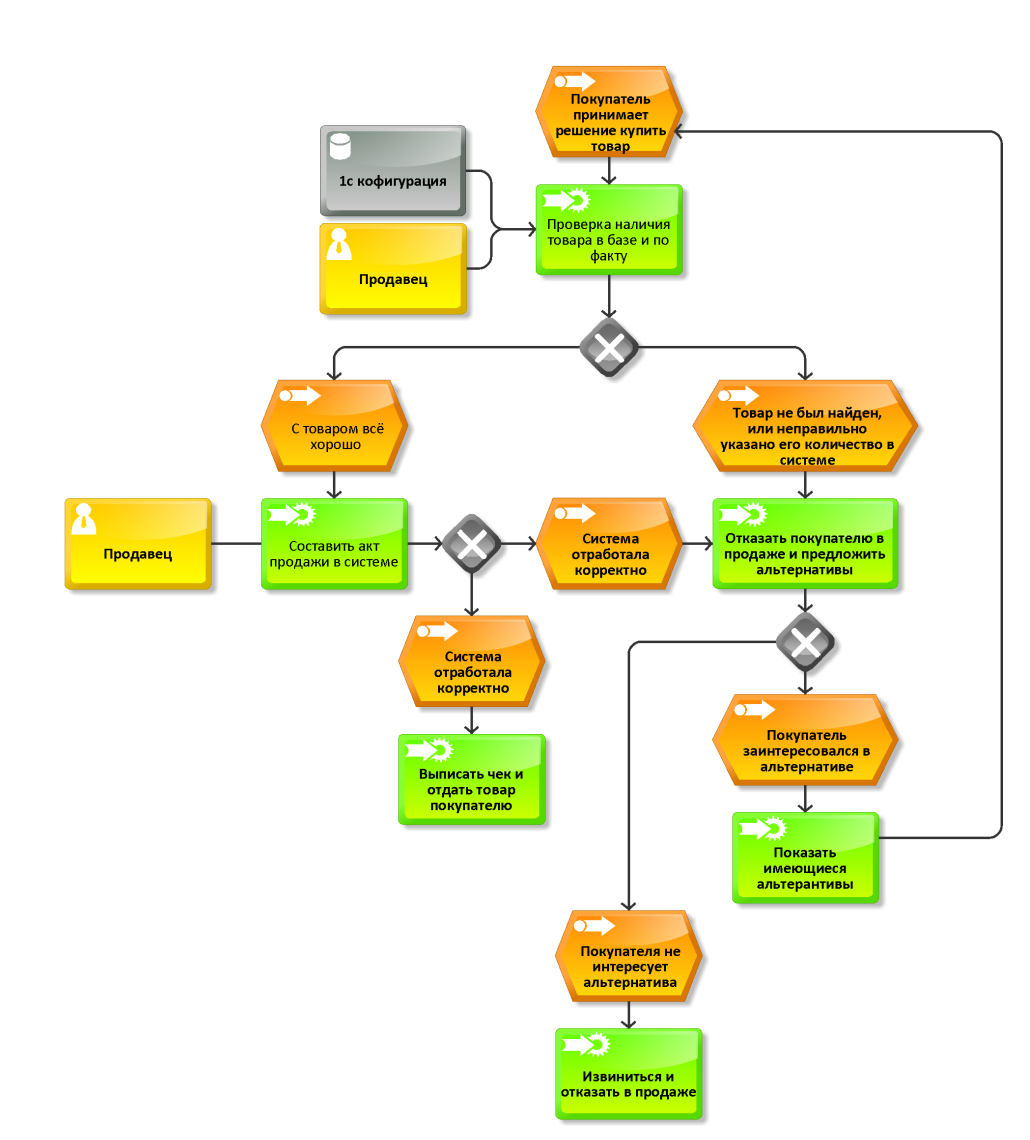 Покупатель
принимает
решение купить
товар
1с кофигурация
Проверка наличия
товара в базе и по
факту
Продавец
С товаром всё
хорошо
Товар не был найден,
или неправильно
указано его количество в
системе
Продавец
Составить акт
продажи в системе
Система
отработала
корректно
Отказать покупателю в
продаже и предложить
альтернативы
Система
отработала
корректно
Покупатель
заинтересовался в
альтернативе
Выписать чек и
отдать товар
покупателю
Показать
имеющиеся
альтерантивы
Покупателя не
интересует
альтернатива
Извиниться и
отказать в продаже